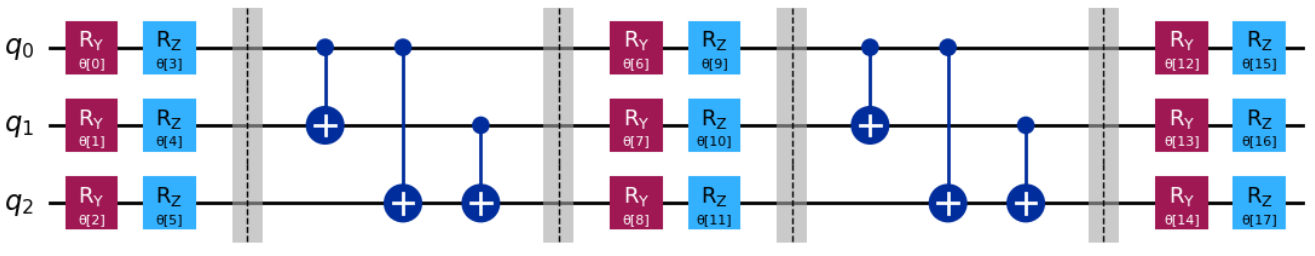 q0 RY θ[0] RZ θ[3] RY θ[6] RZ θ[9] RY θ[12] RZ θ[15]
q1 RY θ[1] RZ θ[4] RY θ[7] RZ θ[10] RY θ[13] RZ θ[16]
q2 RY θ[2] RZ θ[5] RY θ[8] RZ θ[11] RY θ[14] RZ θ[17]